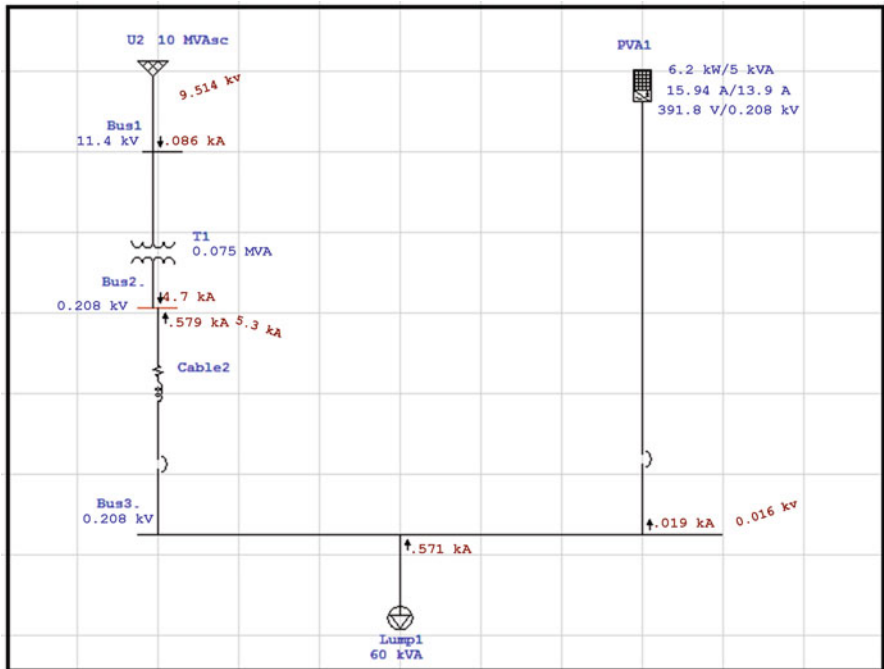 U2 10 MVAsc
9.514 kv
Bus1
11.4 kV
.086 kA
T1
0.075 MVA
Bus2.
0.208 kV
4.7 kA
.579 kA
5.3 kA
Cable2
Bus3.
0.208 kV
.571 kA
Lump1
60 kVA
PVA1
6.2 kW/5 kVA
15.94 A/13.9 A
391.8 V/0.208 kV
.019 kA
0.016 kv